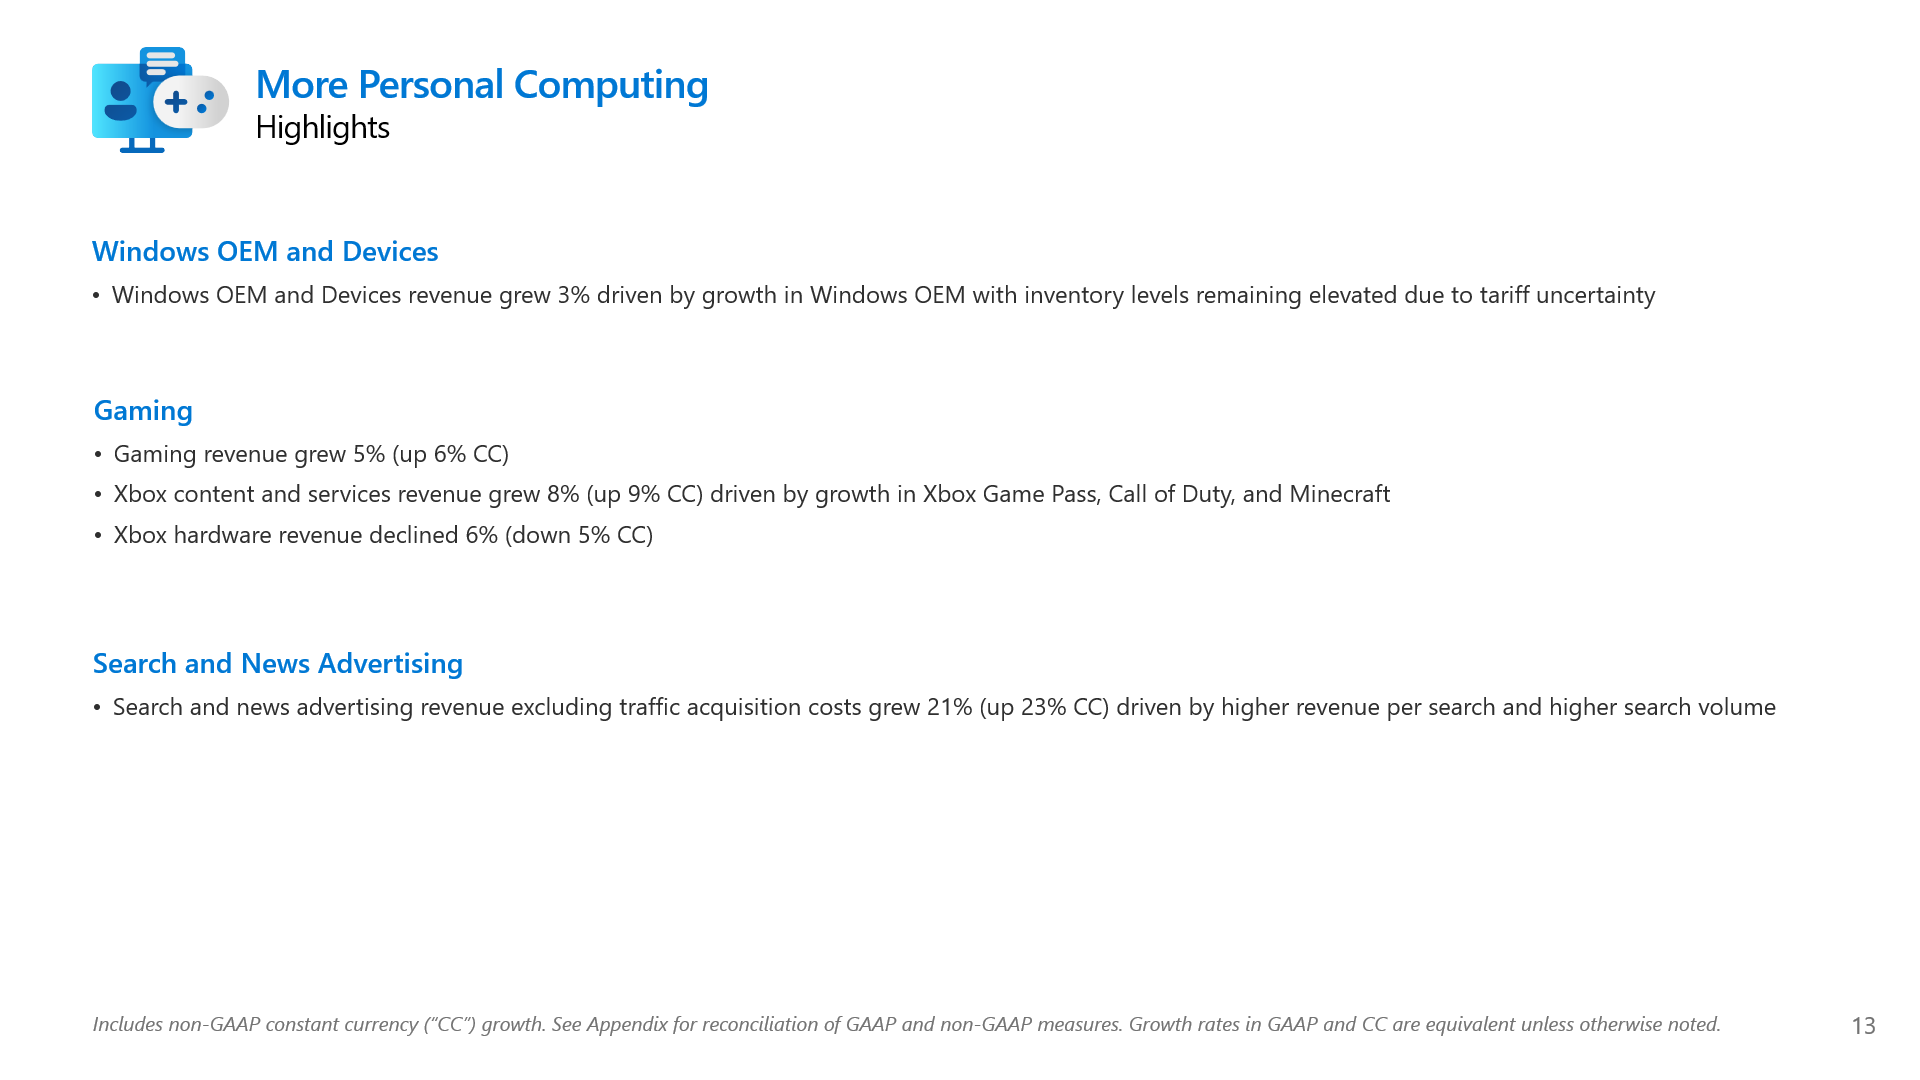 More Personal Computing
Highlights
Windows OEM and Devices
• Windows OEM and Devices revenue grew 3% driven by growth in Windows OEM with inventory levels remaining elevated due to tariff uncertainty
Gaming
• Gaming revenue grew 5% (up 6% CC)
• Xbox content and services revenue grew 8% (up 9% CC) driven by growth in Xbox Game Pass, Call of Duty, and Minecraft
• Xbox hardware revenue declined 6% (down 5% CC)
Search and News Advertising
• Search and news advertising revenue excluding traffic acquisition costs grew 21% (up 23% CC) driven by higher revenue per search and higher search volume
Includes non-GAAP constant currency (“CC”) growth. See Appendix for reconciliation of GAAP and non-GAAP measures. Growth rates in GAAP and CC are equivalent unless otherwise noted.
13